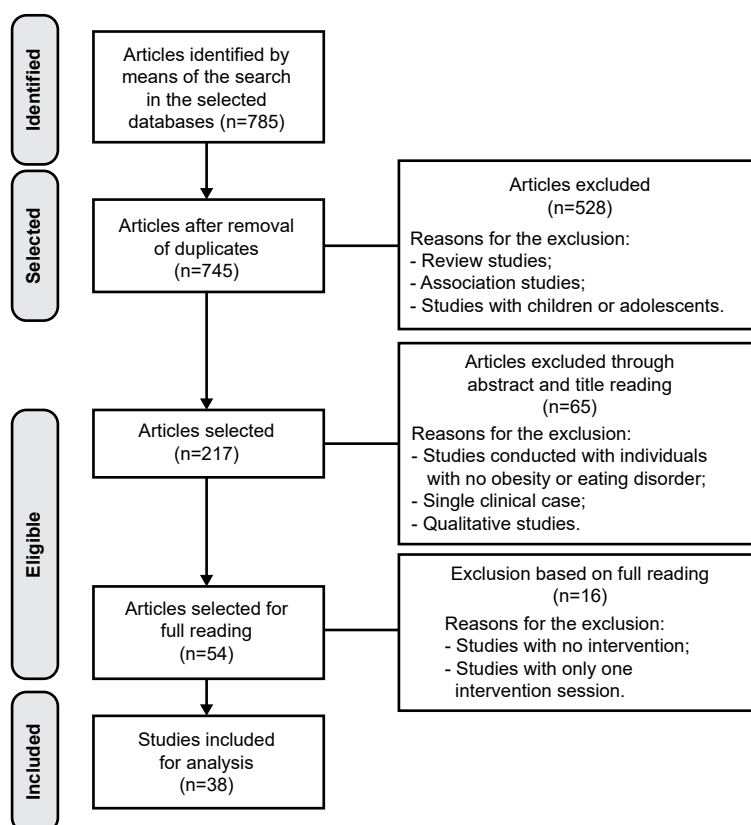 Identified
Articles identified by
means of the search
in the selected
databases (n=785)
Selected
Articles after removal
of duplicates
(n=745)
Articles excluded
(n=528)
Reasons for the exclusion:
- Review studies;
- Association studies;
- Studies with children or adolescents.
Eligible
Articles selected
(n=217)
Articles excluded through
abstract and title reading
(n=65)
Reasons for the exclusion:
- Studies conducted with individuals
with no obesity or eating disorder;
- Single clinical case;
- Qualitative studies.
Articles selected for
full reading
(n=54)
Exclusion based on full reading
(n=16)
Reasons for the exclusion:
- Studies with no intervention;
- Studies with only one
intervention session.
Included
Studies included
for analysis
(n=38)